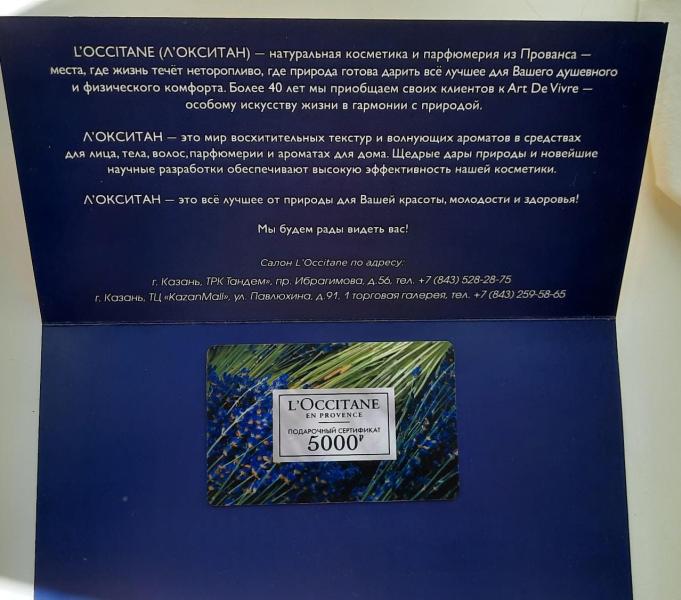 L'OCCITANE (Л'ОКСИТАН) — натуральная косметика и парфюмерия из Прованса —
места, где жизнь течёт неторопливо, где природа готова дарить всё лучшее для Вашего душевного
и физического комфорта. Более 40 лет мы приобщаем своих клиентов к Art De Vivre —
особому искусству жизни в гармонии с природой.
Л'ОКСИТАН — это мир восхитительных текстур и волнующих ароматов в средствах
для лица, тела, волос, парфюмерии и ароматах для дома. Щедрые дары природы и новейшие
научные разработки обеспечивают высокую эффективность нашей косметики.
Л'ОКСИТАН — это всё лучшее от природы для Вашей красоты, молодости и здоровья!
Мы будем рады видеть вас!
Салон L'Occitane по адресу:
г. Казань, ТРК Тандем», пр. Ибрагимова, д.56, тел. +7 (843) 528-28-75
г. Казань, ТЦ «KazanMall», ул. Павлюхина, д.91, 1 торговая галерея, тел. +7 (843) 259-58-65
L'OCCITANE
EN PROVENCE
ПОДАРОЧНЫЙ СЕРТИФИКАТ
5000₽